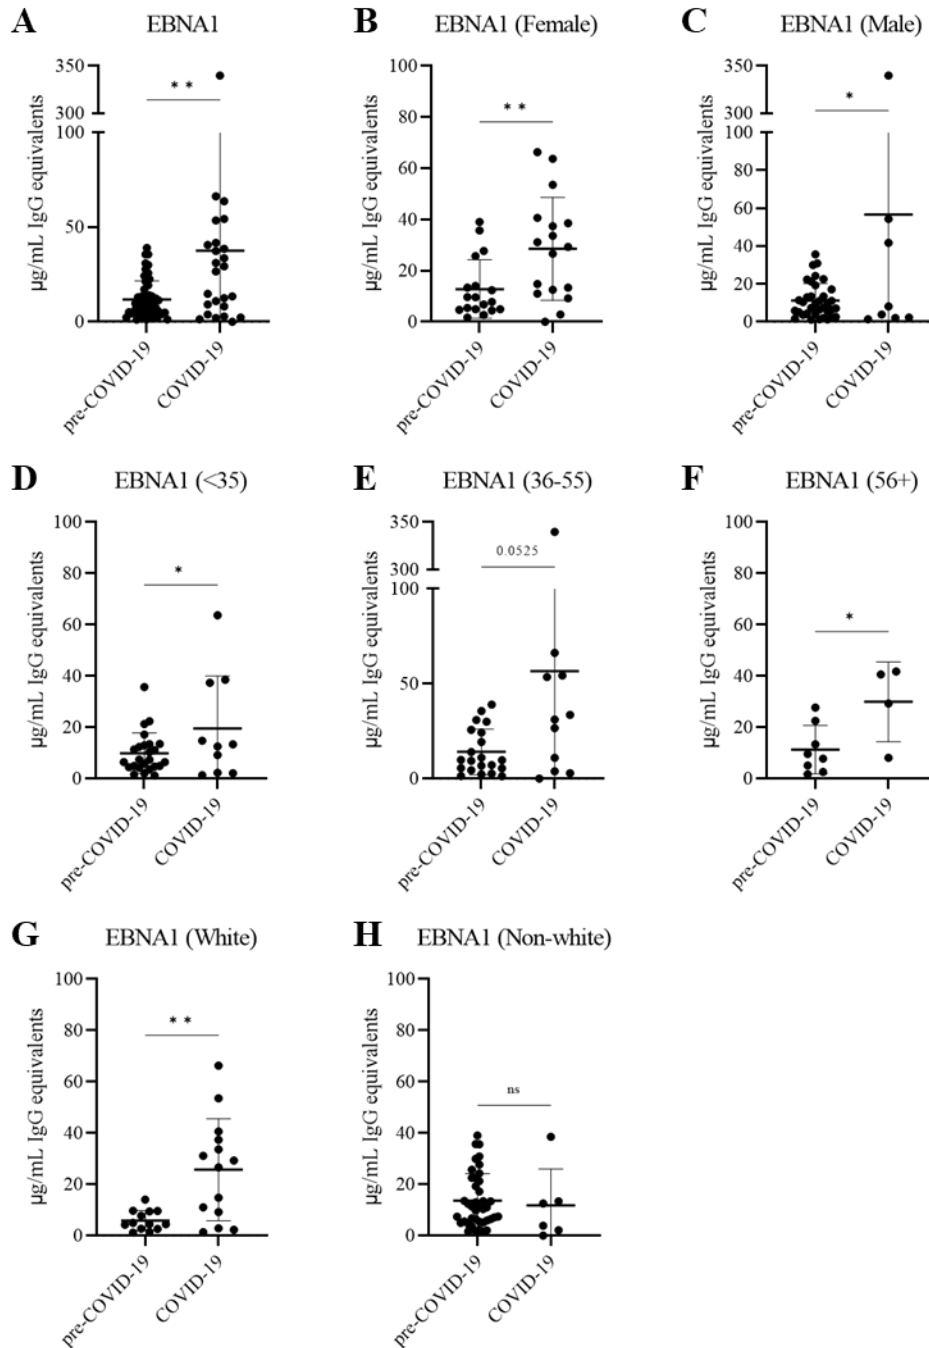 A EBNA1
350
300
100
50
0
µg/mL IgG equivalents
* *
pre-COVID-19
COVID-19
B EBNA1 (Female)
100
80
60
40
20
0
µg/mL IgG equivalents
* *
pre-COVID-19
COVID-19
C EBNA1 (Male)
350
300
100
80
60
40
20
0
µg/mL IgG equivalents
*
pre-COVID-19
COVID-19
D EBNA1 (<35)
100
80
60
40
20
0
µg/mL IgG equivalents
*
pre-COVID-19
COVID-19
E EBNA1 (36-55)
350
300
100
50
0
µg/mL IgG equivalents
0.0525
pre-COVID-19
COVID-19
F EBNA1 (56+)
100
80
60
40
20
0
µg/mL IgG equivalents
*
pre-COVID-19
COVID-19
G EBNA1 (White)
100
80
60
40
20
0
µg/mL IgG equivalents
* *
pre-COVID-19
COVID-19
H EBNA1 (Non-white)
100
80
60
40
20
0
µg/mL IgG equivalents
ns
pre-COVID-19
COVID-19